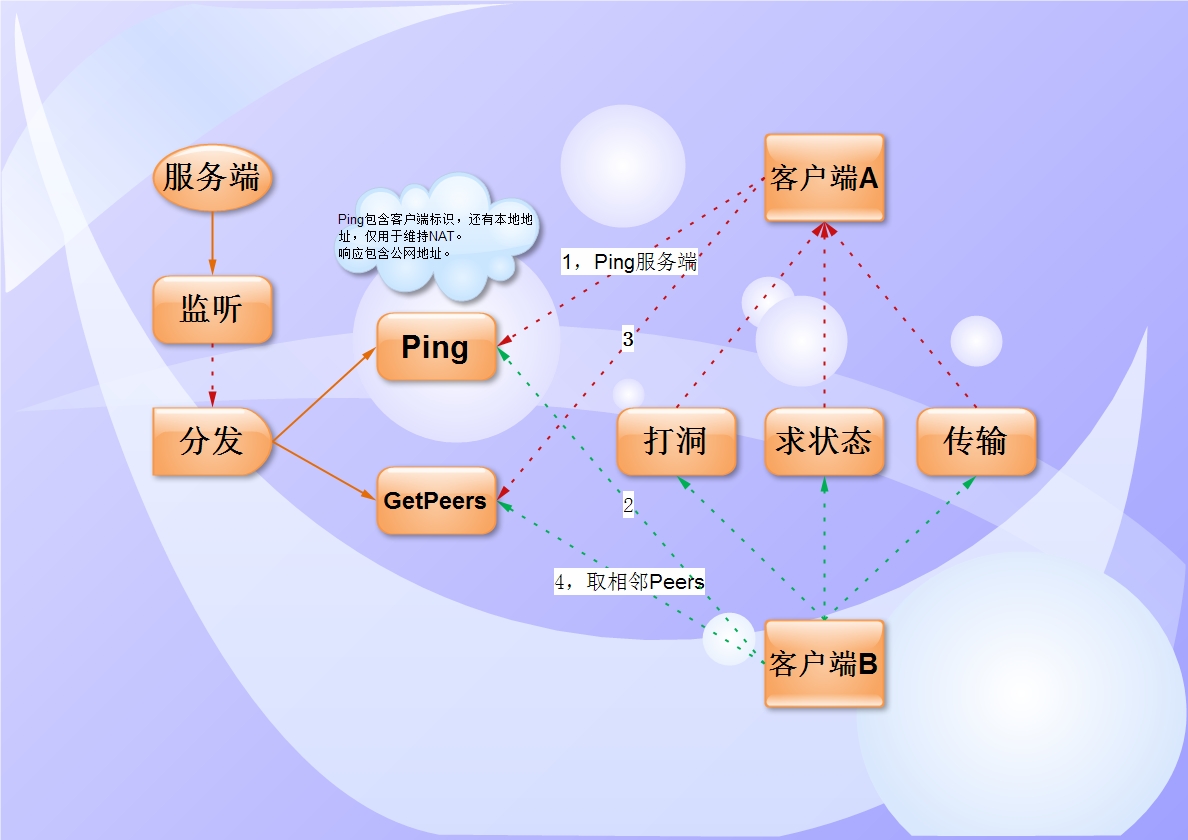 服务端
客户端A
Ping包含客户端标识，还有本地地
址，仅用于维持NAT。
响应包含公网地址。
1，Ping服务端
监听
Ping
3
分发
打洞
求状态
传输
GetPeers
2
4，取相邻Peers
客户端B